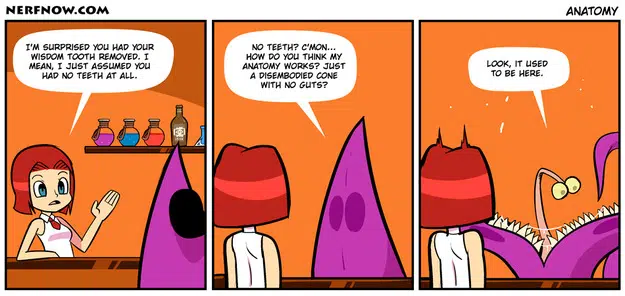 NERFNOW.COM
ANATOMY
I'M SURPRISED YOU HAD YOUR
WISDOM TOOTH REMOVED. I
MEAN, I JUST ASSUMED YOU
HAD NO TEETH AT ALL.
NO TEETH? C'MON...
HOW DO YOU THINK MY
ANATOMY WORKS? JUST
A DISEMBODIED CONE
WITH NO GUTS?
LOOK, IT USED
TO BE HERE.